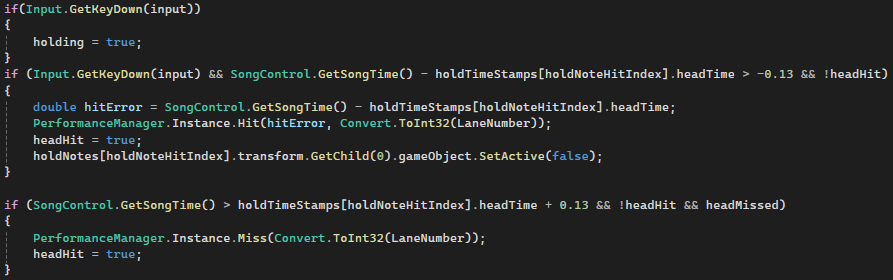 if(Input.GetKeyDown(input))
{
holding = true;
}
if (Input.GetKeyDown(input) && SongControl.GetSongTime() - holdTimeStamps[holdNoteHitIndex].headTime > -0.13 && !headHit)
{
double hitError = SongControl.GetSongTime() - holdTimeStamps[holdNoteHitIndex].headTime;
PerformanceManager.Instance.Hit(hitError, Convert.ToInt32(LaneNumber));
headHit = true;
holdNotes[holdNoteHitIndex].transform.GetChild(0).gameObject.SetActive(false);
}
if (SongControl.GetSongTime() > holdTimeStamps[holdNoteHitIndex].headTime + 0.13 && !headHit && headMissed)
{
PerformanceManager.Instance.Miss(Convert.ToInt32(LaneNumber));
headHit = true;
}